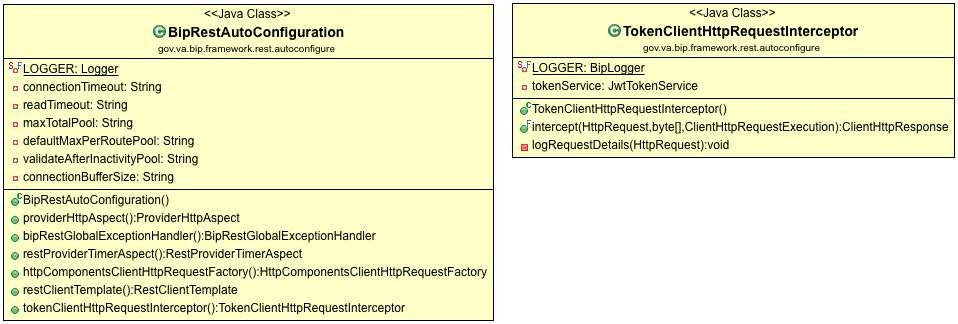 <<Java Class>>
BipRestAutoConfiguration
gov.va.bip.framework.rest.autoconfigure
LOGGER: Logger
connectionTimeout: String
readTimeout: String
maxTotalPool: String
defaultMaxPerRoutePool: String
validateAfterInactivityPool: String
connectionBufferSize: String
BipRestAutoConfiguration()
providerHttpAspect():ProviderHttpAspect
bipRestGlobalExceptionHandler():BipRestGlobalExceptionHandler
restProviderTimerAspect():RestProviderTimerAspect
httpComponentsClientHttpRequestFactory():HttpComponentsClientHttpRequestFactory
restClientTemplate():RestClientTemplate
tokenClientHttpRequestInterceptor():TokenClientHttpRequestInterceptor
<<Java Class>>
TokenClientHttpRequestInterceptor
gov.va.bip.framework.rest.autoconfigure
LOGGER: BipLogger
tokenService: JwtTokenService
TokenClientHttpRequestInterceptor()
intercept(HttpRequest,byte[],ClientHttpRequestExecution):ClientHttpResponse
logRequestDetails(HttpRequest):void